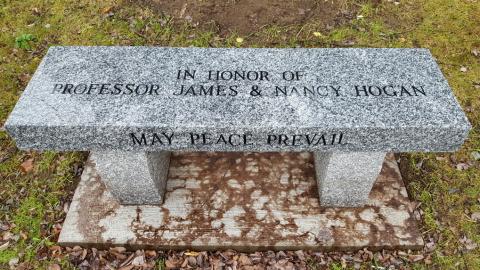 IN HONOR OF
PROFESSOR JAMES & NANCY HOGAN
MAY PEACE PREVAIL